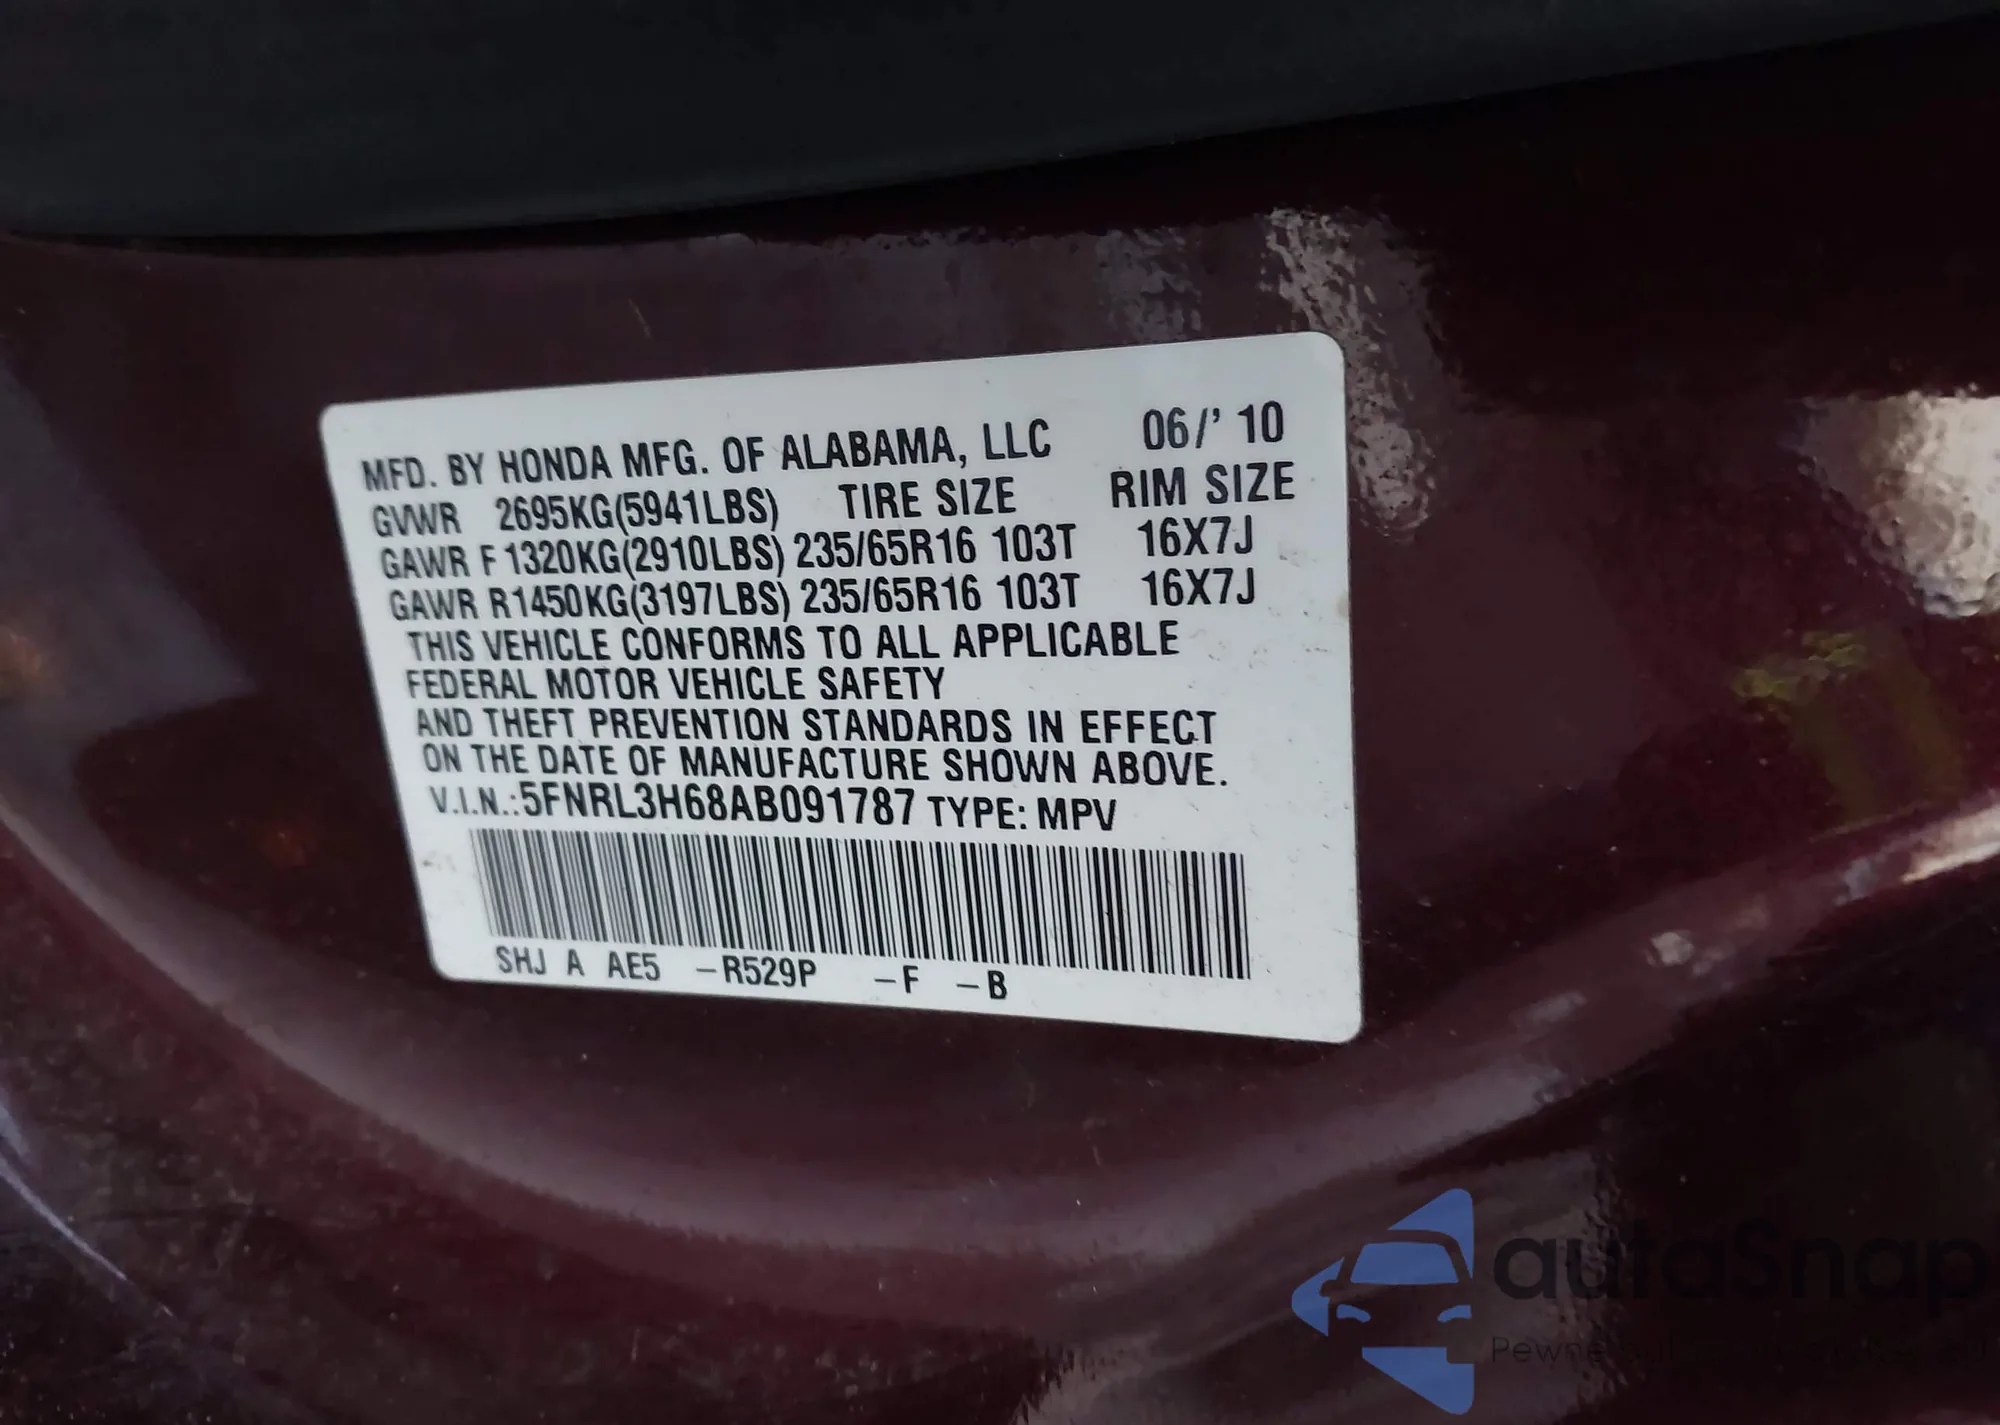 MFD. BY HONDA MFG. OF ALABAMA, LLC 06/' 10
GVWR 2695KG(5941LBS) TIRE SIZE RIM SIZE
GAWR F 1320KG(2910LBS) 235/65R16 103T 16X7J
GAWR R1450KG(3197LBS) 235/65R16 103T 16X7J
THIS VEHICLE CONFORMS TO ALL APPLICABLE
FEDERAL MOTOR VEHICLE SAFETY
AND THEFT PREVENTION STANDARDS IN EFFECT
ON THE DATE OF MANUFACTURE SHOWN ABOVE.
V.I.N.:5FNRL3H68AB091787 TYPE: MPV
SHJ A AE5 -R529P -F -B
autaSnap
Pewne